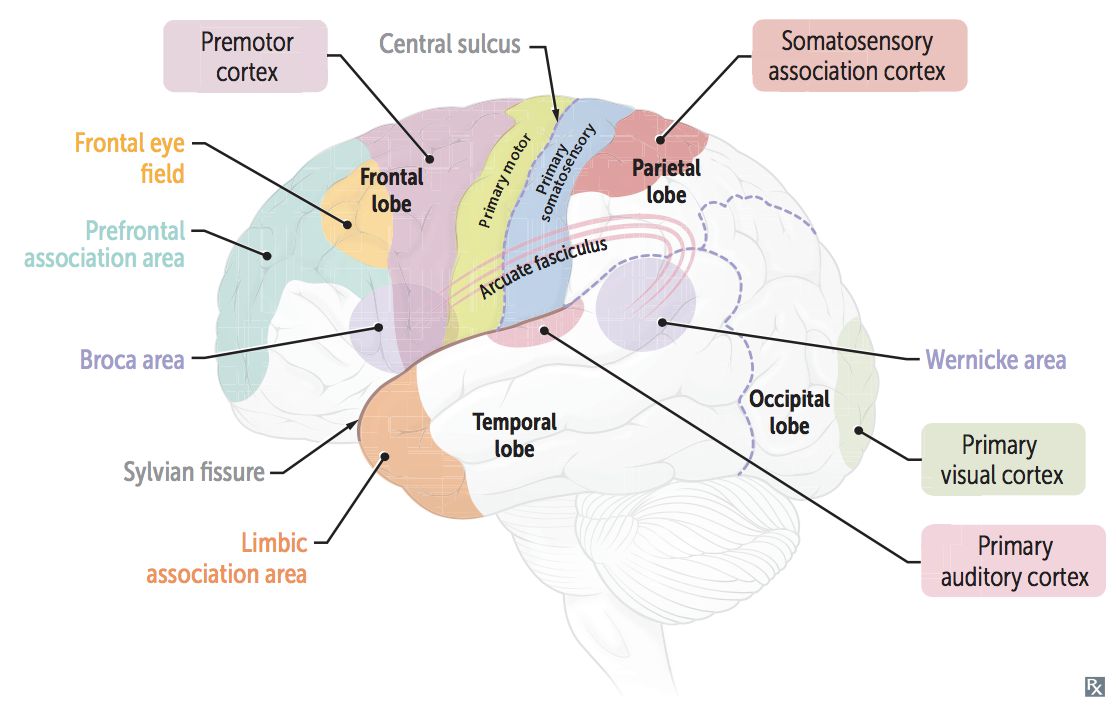 Premotor
cortex
Central sulcus
Somatosensory
association cortex
Frontal eye
field
Prefrontal
association area
Frontal
lobe
Primary motor
Primary
somatosensory
Parietal
lobe
Arcuate fasciculus
Broca area
Wernicke area
Temporal
lobe
Occipital
lobe
Sylvian fissure
Primary
visual cortex
Limbic
association area
Primary
auditory cortex
Rx